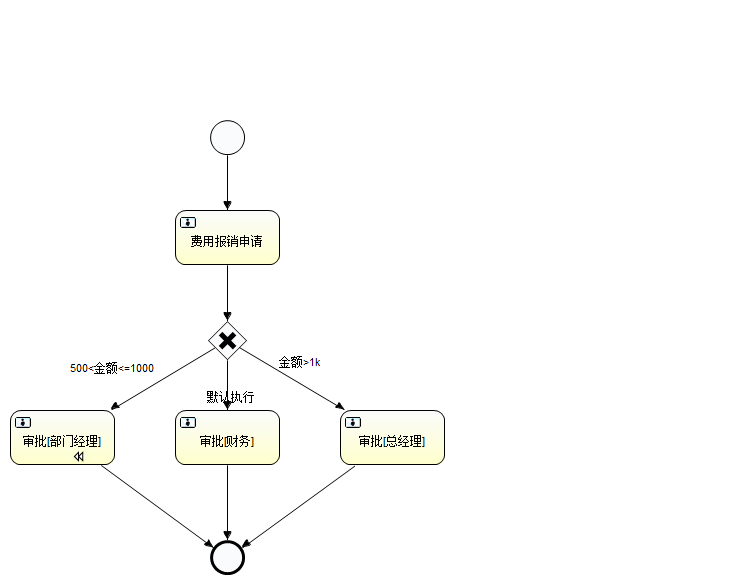 费用报销申请
金额>1k
500<金额<=1000
默认执行
审批[部门经理]
审批[财务]
审批[总经理]